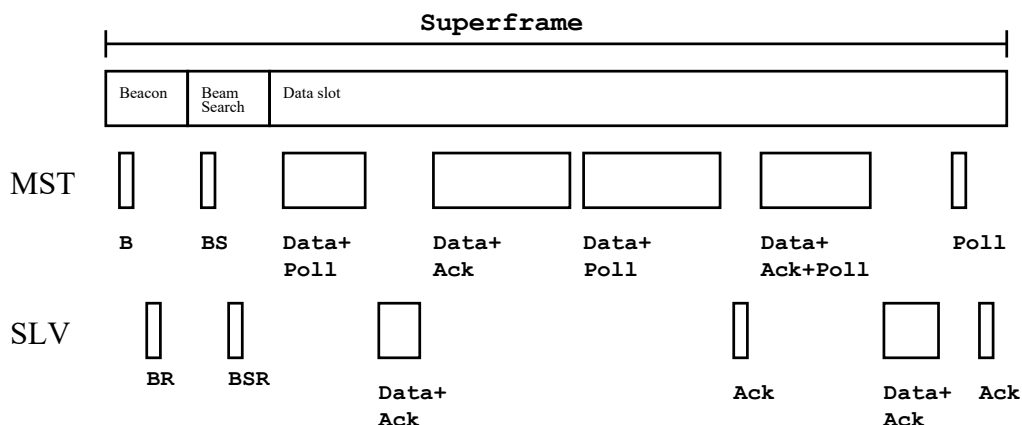 Superframe
Beacon
Beam
Search
Data slot
MST
B
BS
Data+
Poll
Data+
Ack
Data+
Poll
Data+
Ack+Poll
Poll
SLV
BR
BSR
Data+
Ack
Ack
Data+
Ack
Ack